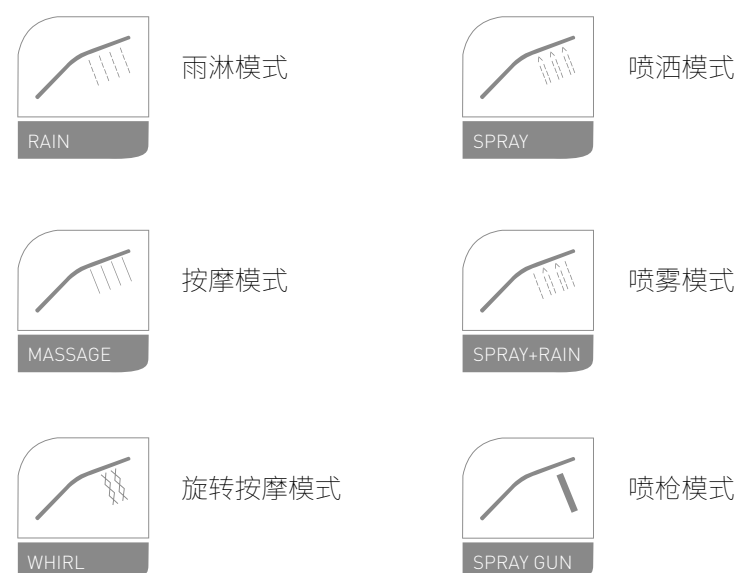 雨淋模式
RAIN
喷洒模式
SPRAY
按摩模式
MASSAGE
喷雾模式
SPRAY+RAIN
旋转按摩模式
WHIRL
喷枪模式
SPRAY GUN